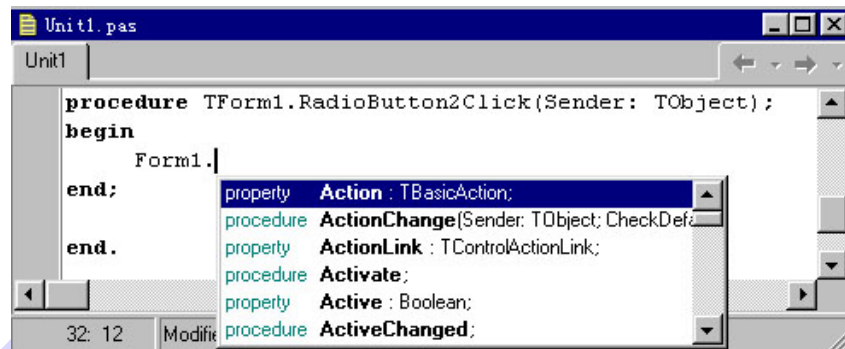 Unit1.pas
Unit1
procedure TForm1.RadioButton2Click(Sender: TObject);
begin
Form1.
end;
end.
property Action : TBasicAction;
procedure ActionChange(Sender: TObject; CheckDefa
property ActionLink : TControlActionLink;
procedure Activate;
property Active : Boolean;
procedure ActiveChanged;
32: 12 Modifie